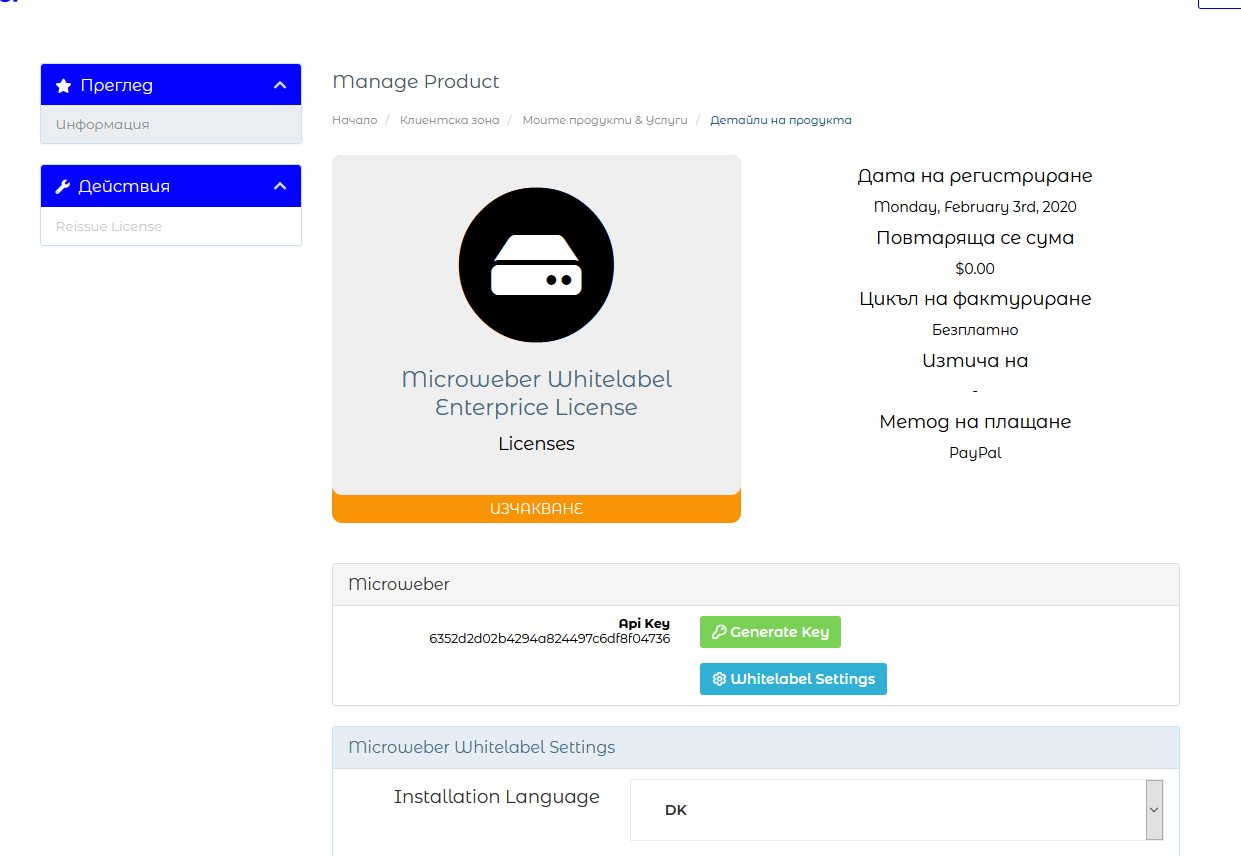 Преглед
Информация
Действия
Reissue License
Manage Product
Начало / Клиентска зона / Моите продукти & Услуги / Детайли на продукта
Microweber Whitelabel
Enterprice License
Licenses
ИЗЧАКВАНЕ
Дата на регистриране
Monday, February 3rd, 2020
Повтаряща се сума
$0.00
Цикъл на фактуриране
Безплатно
Изтича на
-
Метод на плащане
PayPal
Microweber
Api Key
6352d2d02b4294a824497c6df8f04736
Generate Key
Whitelabel Settings
Microweber Whitelabel Settings
Installation Language
DK